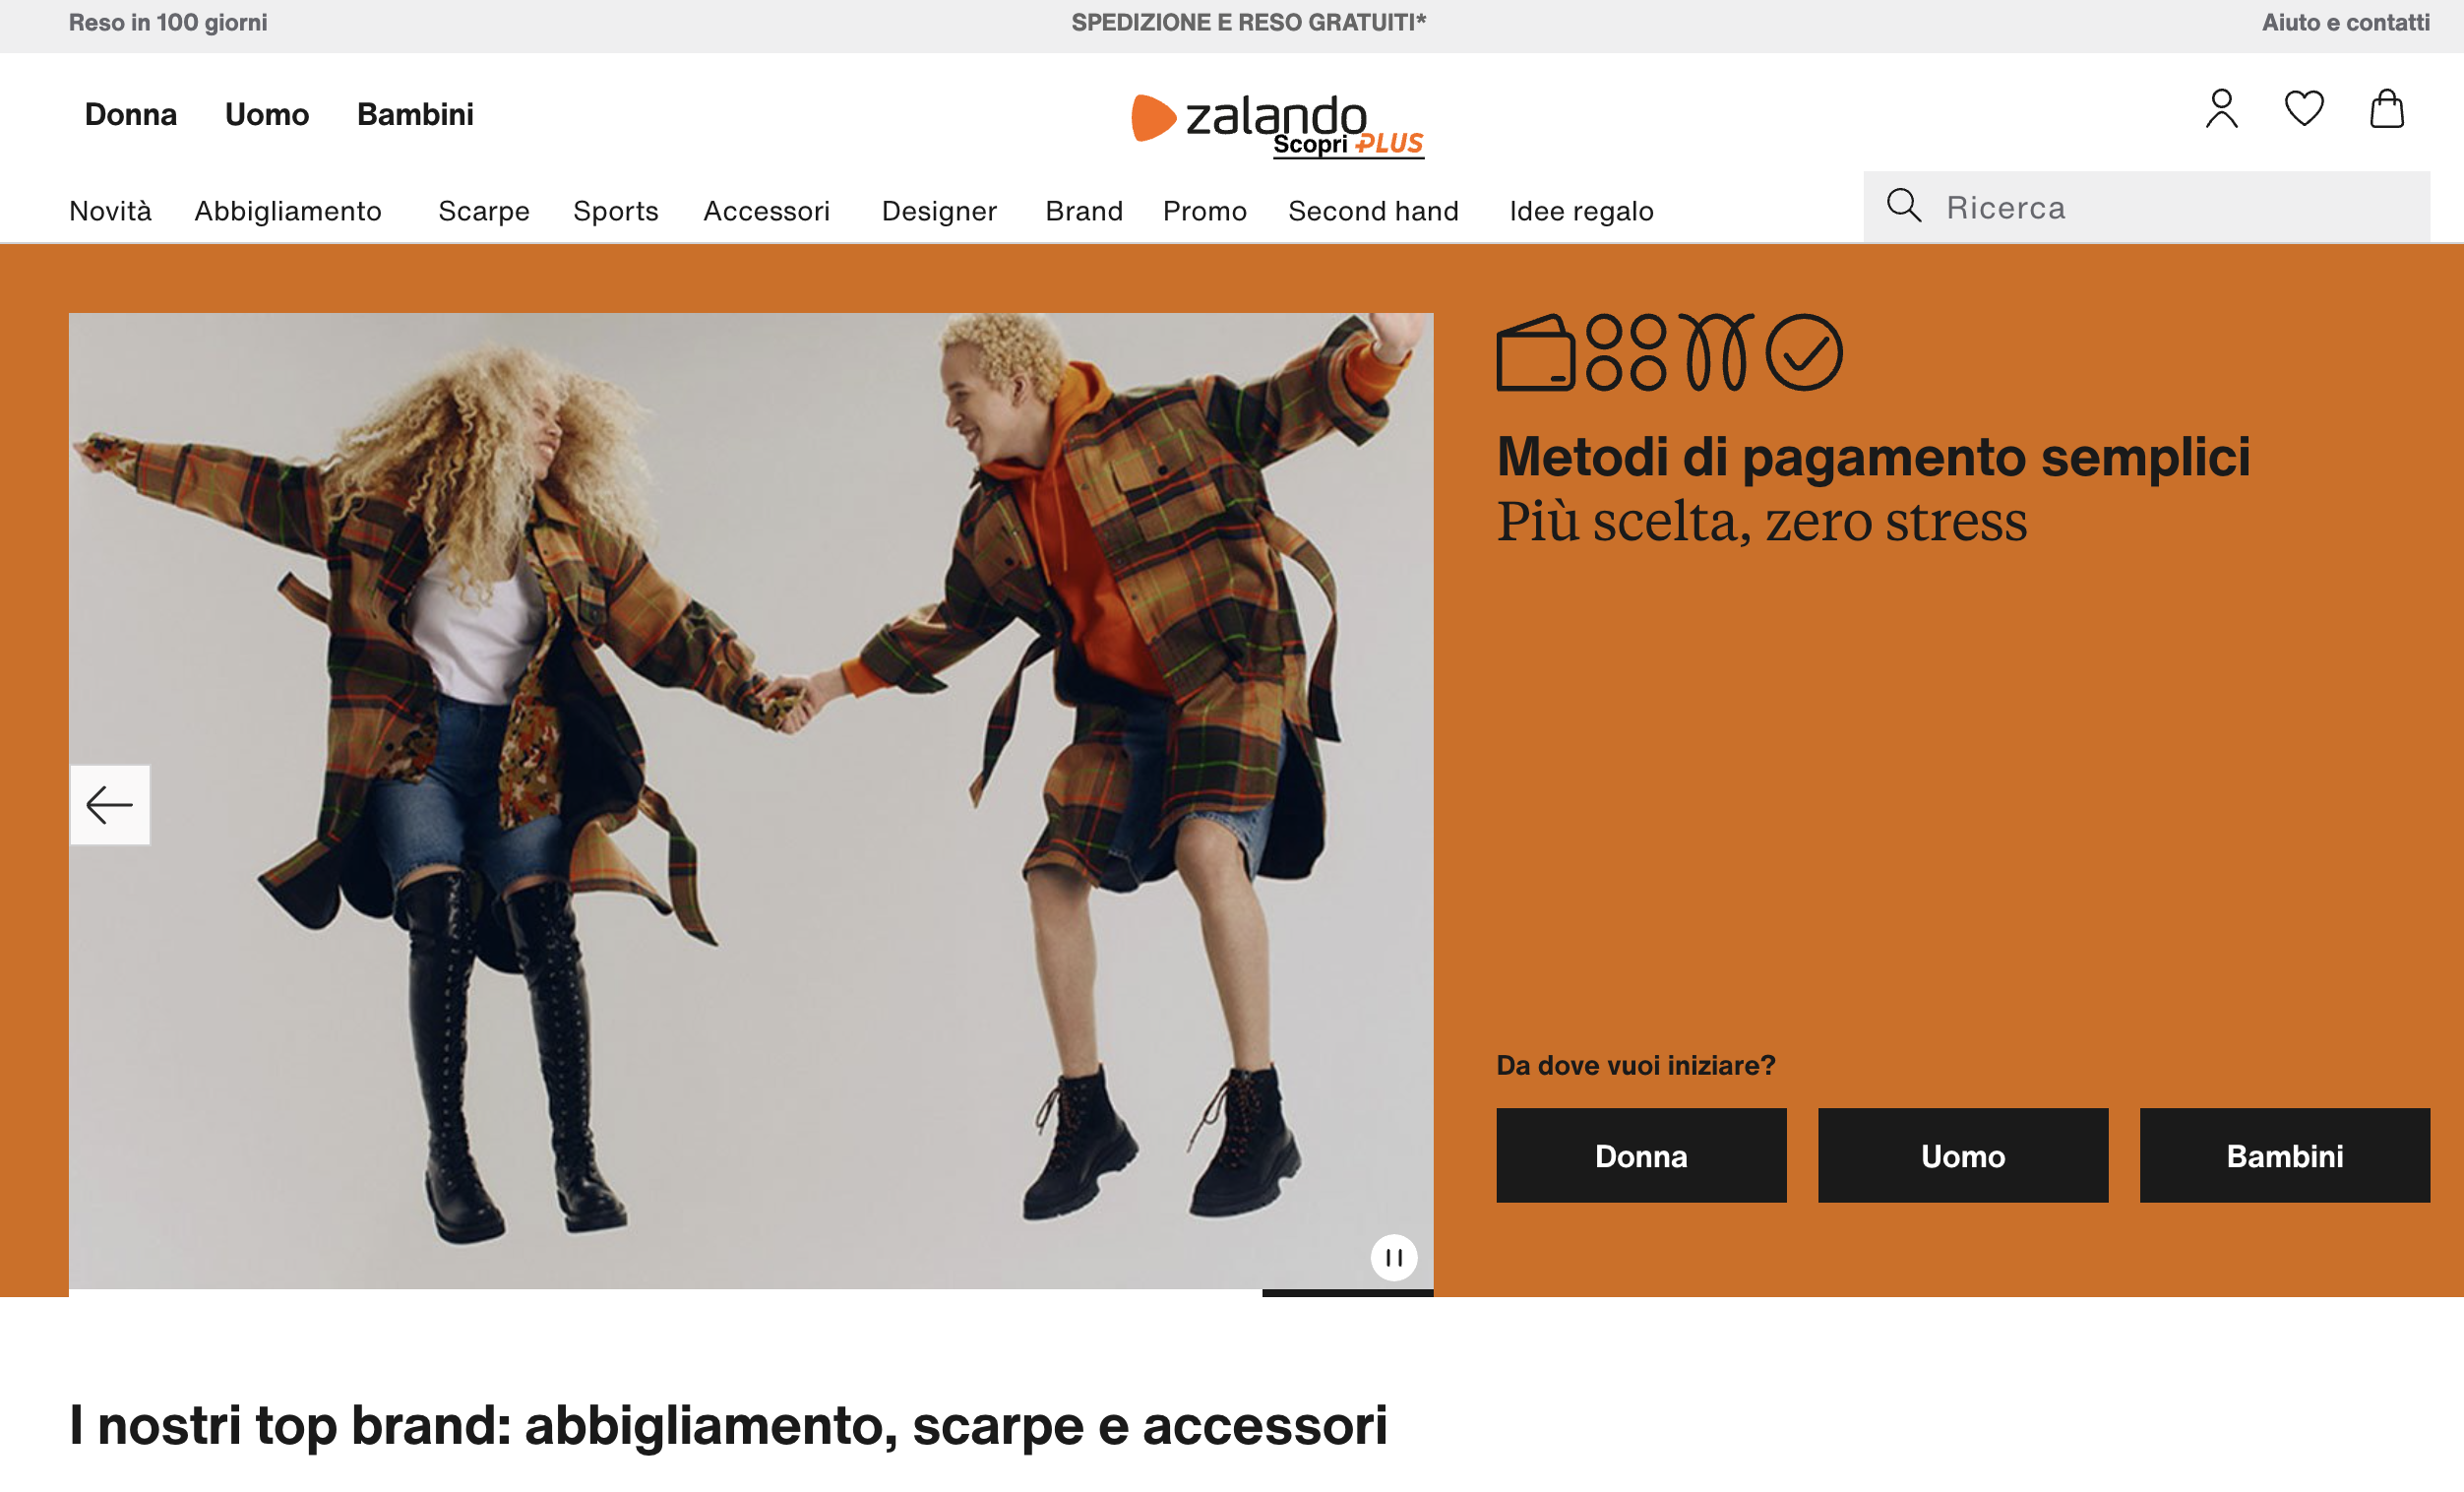 Reso in 100 giorni
SPEDIZIONE E RESO GRATUITI*
Aiuto e contatti
Donna Uomo Bambini
zalando
Scopri PLUS
Novità Abbigliamento Scarpe Sports Accessori Designer Brand Promo Second hand Idee regalo
Ricerca
Metodi di pagamento semplici
Più scelta, zero stress
Da dove vuoi iniziare?
Donna Uomo Bambini
I nostri top brand: abbigliamento, scarpe e accessori